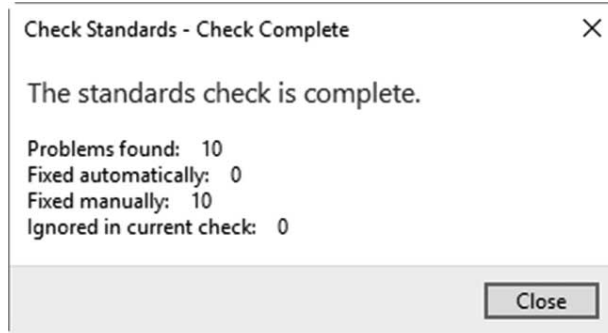 Check Standards - Check Complete
The standards check is complete.
Problems found: 10
Fixed automatically: 0
Fixed manually: 10
Ignored in current check: 0
Close